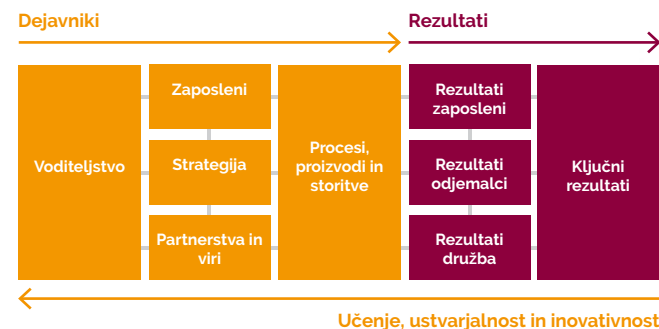 Dejavniki
Rezultati
Voditeljstvo
Zaposleni
Strategija
Partnerstva in
viri
Procesi,
proizvodi in
storitve
Rezultati
zaposleni
Rezultati
odjemalci
Rezultati
družba
Ključni
rezultati
Učenje, ustvarjalnost in inovativnost